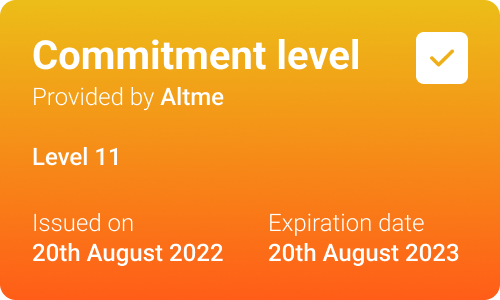 Commitment level
Provided by Altme
Level 11
Issued on
20th August 2022
Expiration date
20th August 2023